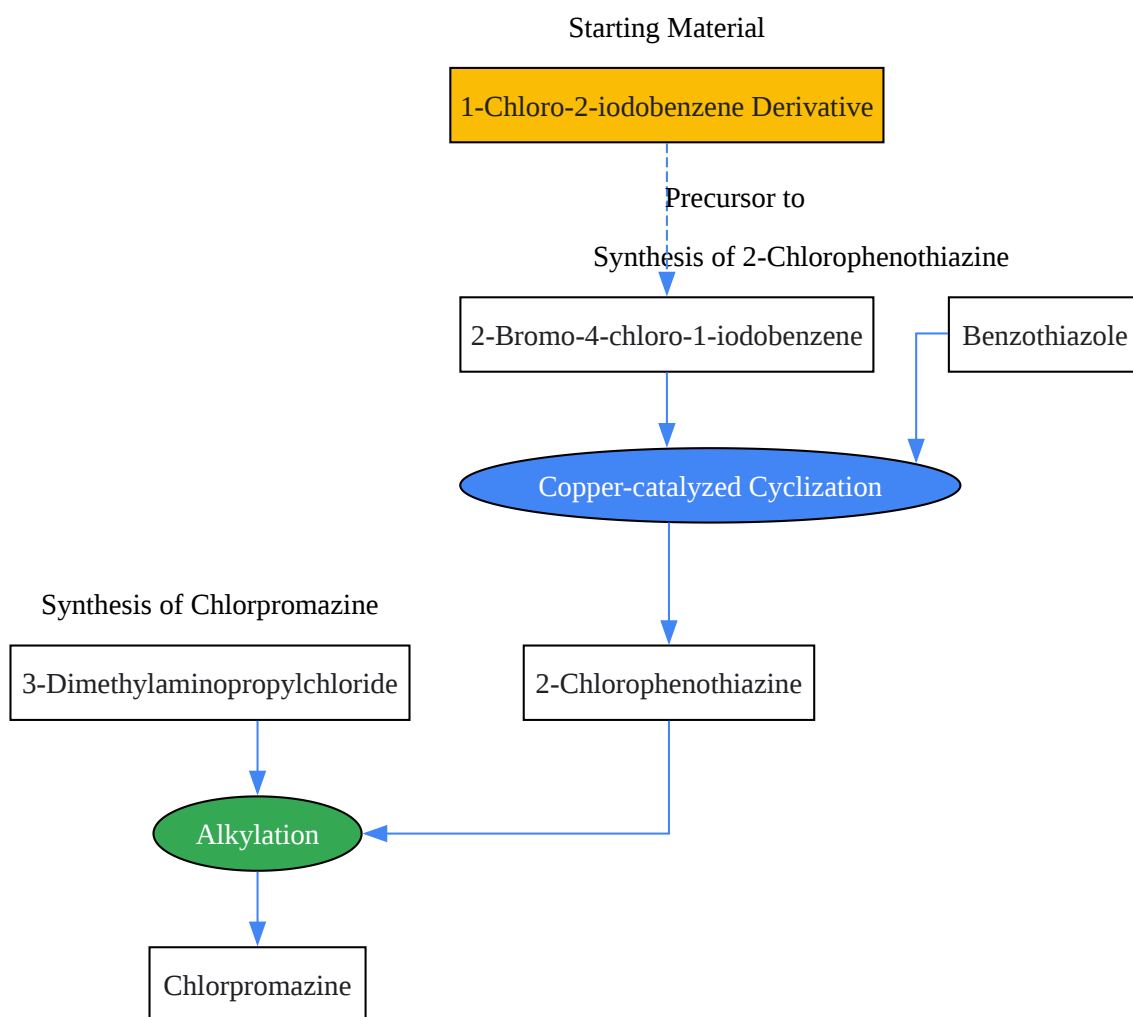 Starting Material
1-Chloro-2-iodobenzene Derivative
Precursor to
Synthesis of 2-Chlorophenothiazine
2-Bromo-4-chloro-1-iodobenzene
Benzothiazole
Copper-catalyzed Cyclization
Synthesis of Chlorpromazine
3-Dimethylaminopropylchloride
2-Chlorophenothiazine
Alkylation
Chlorpromazine